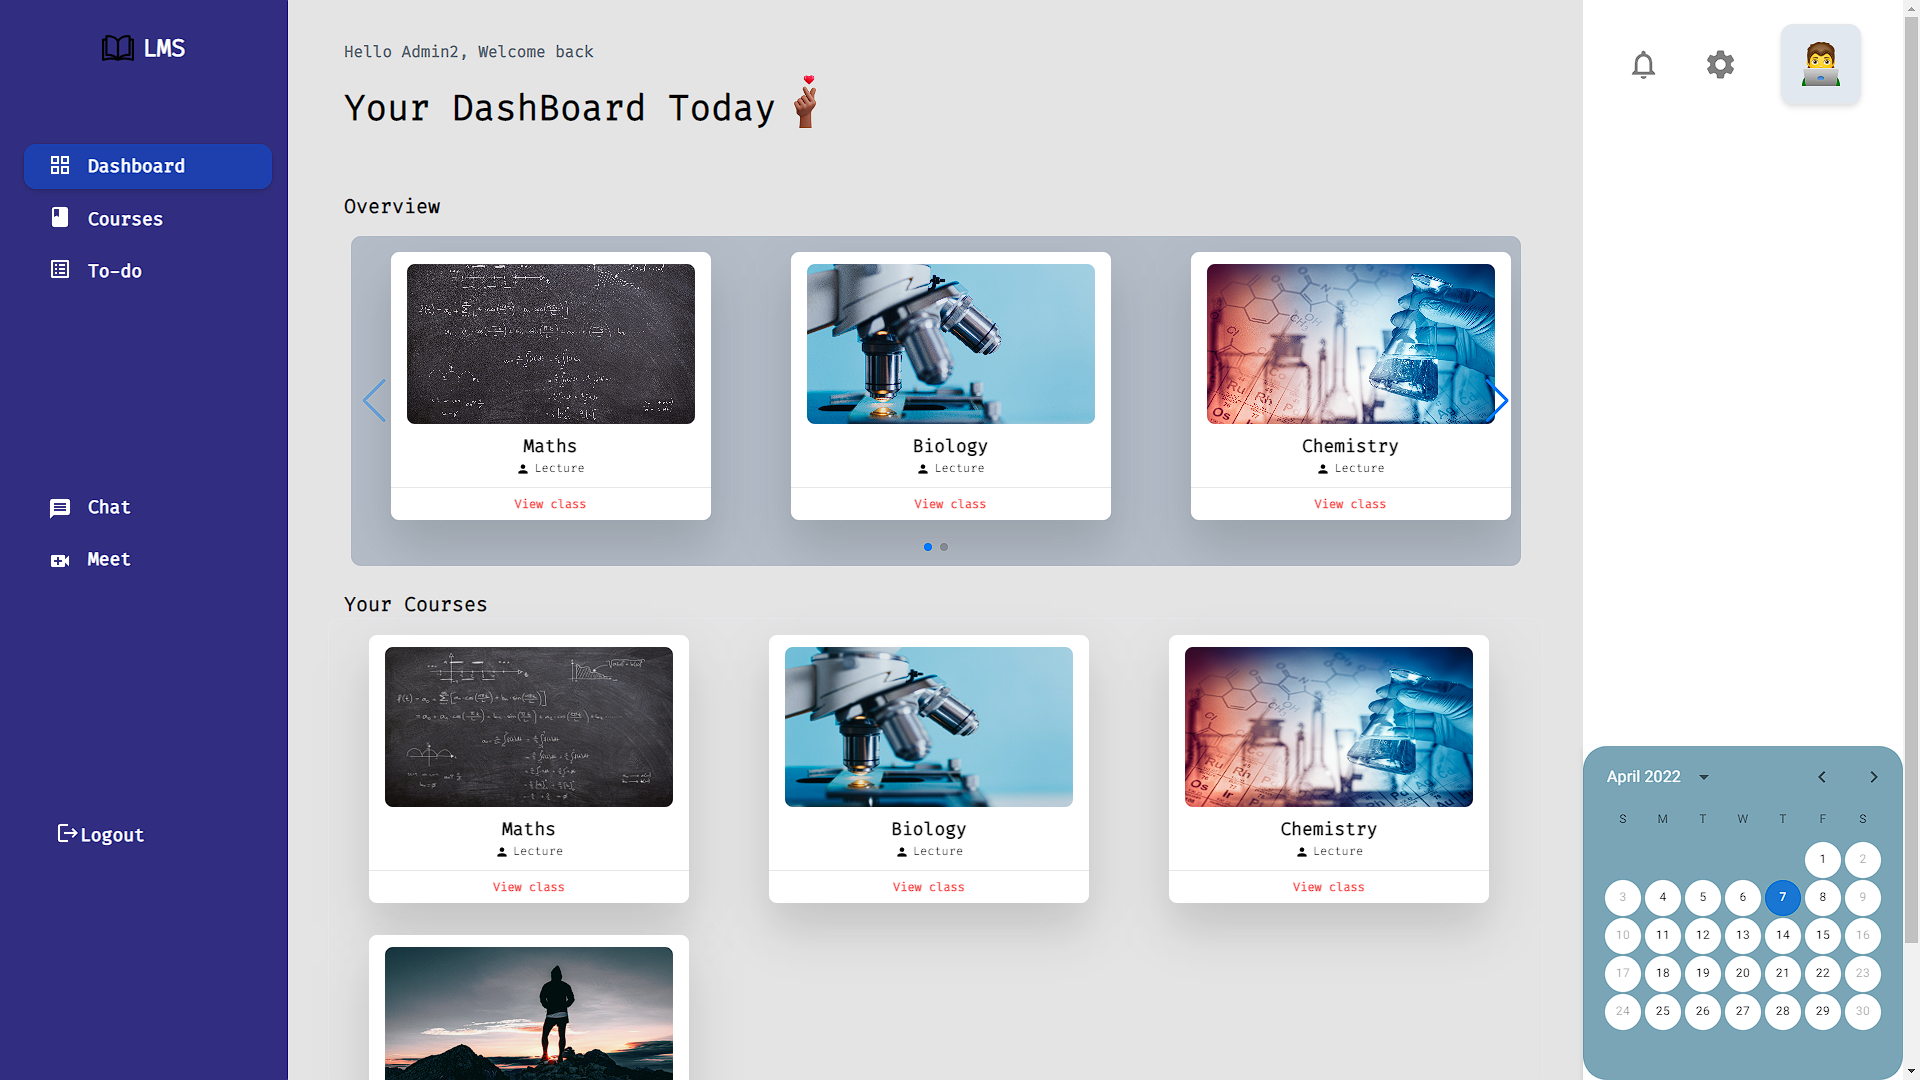 LMS
Dashboard
Courses
To-do
Chat
Meet
Logout
Hello Admin2, Welcome back
Your DashBoard Today
Overview
Maths
Lecture
View class
Biology
Lecture
View class
Chemistry
Lecture
View class
Your Courses
Maths
Lecture
View class
Biology
Lecture
View class
Chemistry
Lecture
View class
April 2022
S M T W T F S
1 2
3 4 5 6 7 8 9
10 11 12 13 14 15 16
17 18 19 20 21 22 23
24 25 26 27 28 29 30